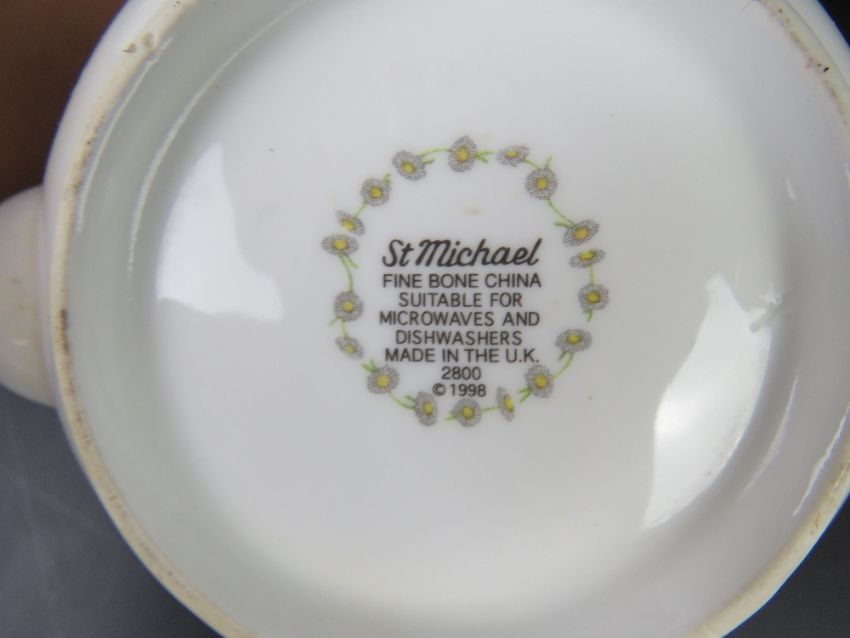 St Michael
FINE BONE CHINA
SUITABLE FOR
MICROWAVES AND
DISHWASHERS
MADE IN THE U.K.
2800
© 1998